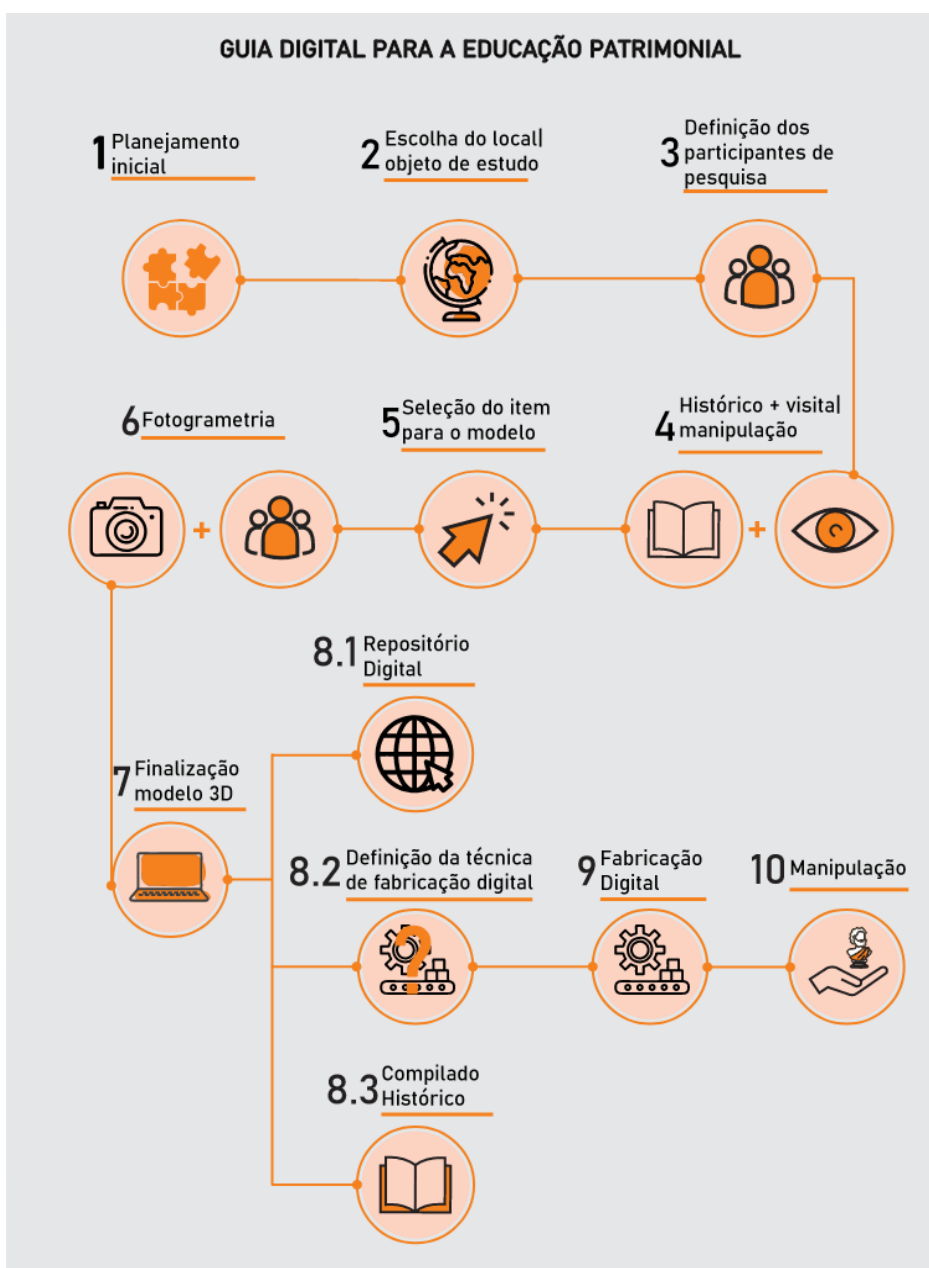 GUIA DIGITAL PARA A EDUCAÇÃO PATRIMONIAL
1 Planejamento
inicial
2 Escolha do local|
objeto de estudo
3 Definição dos
participantes de
pesquisa
4 Histórico + visita|
manipulação
5 Seleção do item
para o modelo
6 Fotogrametria
+
+
7 Finalização
modelo 3D
8.1 Repositório
Digital
8.2 Definição da técnica
de fabricação digital
?
9 Fabricação
Digital
10 Manipulação
8.3 Compilado
Histórico